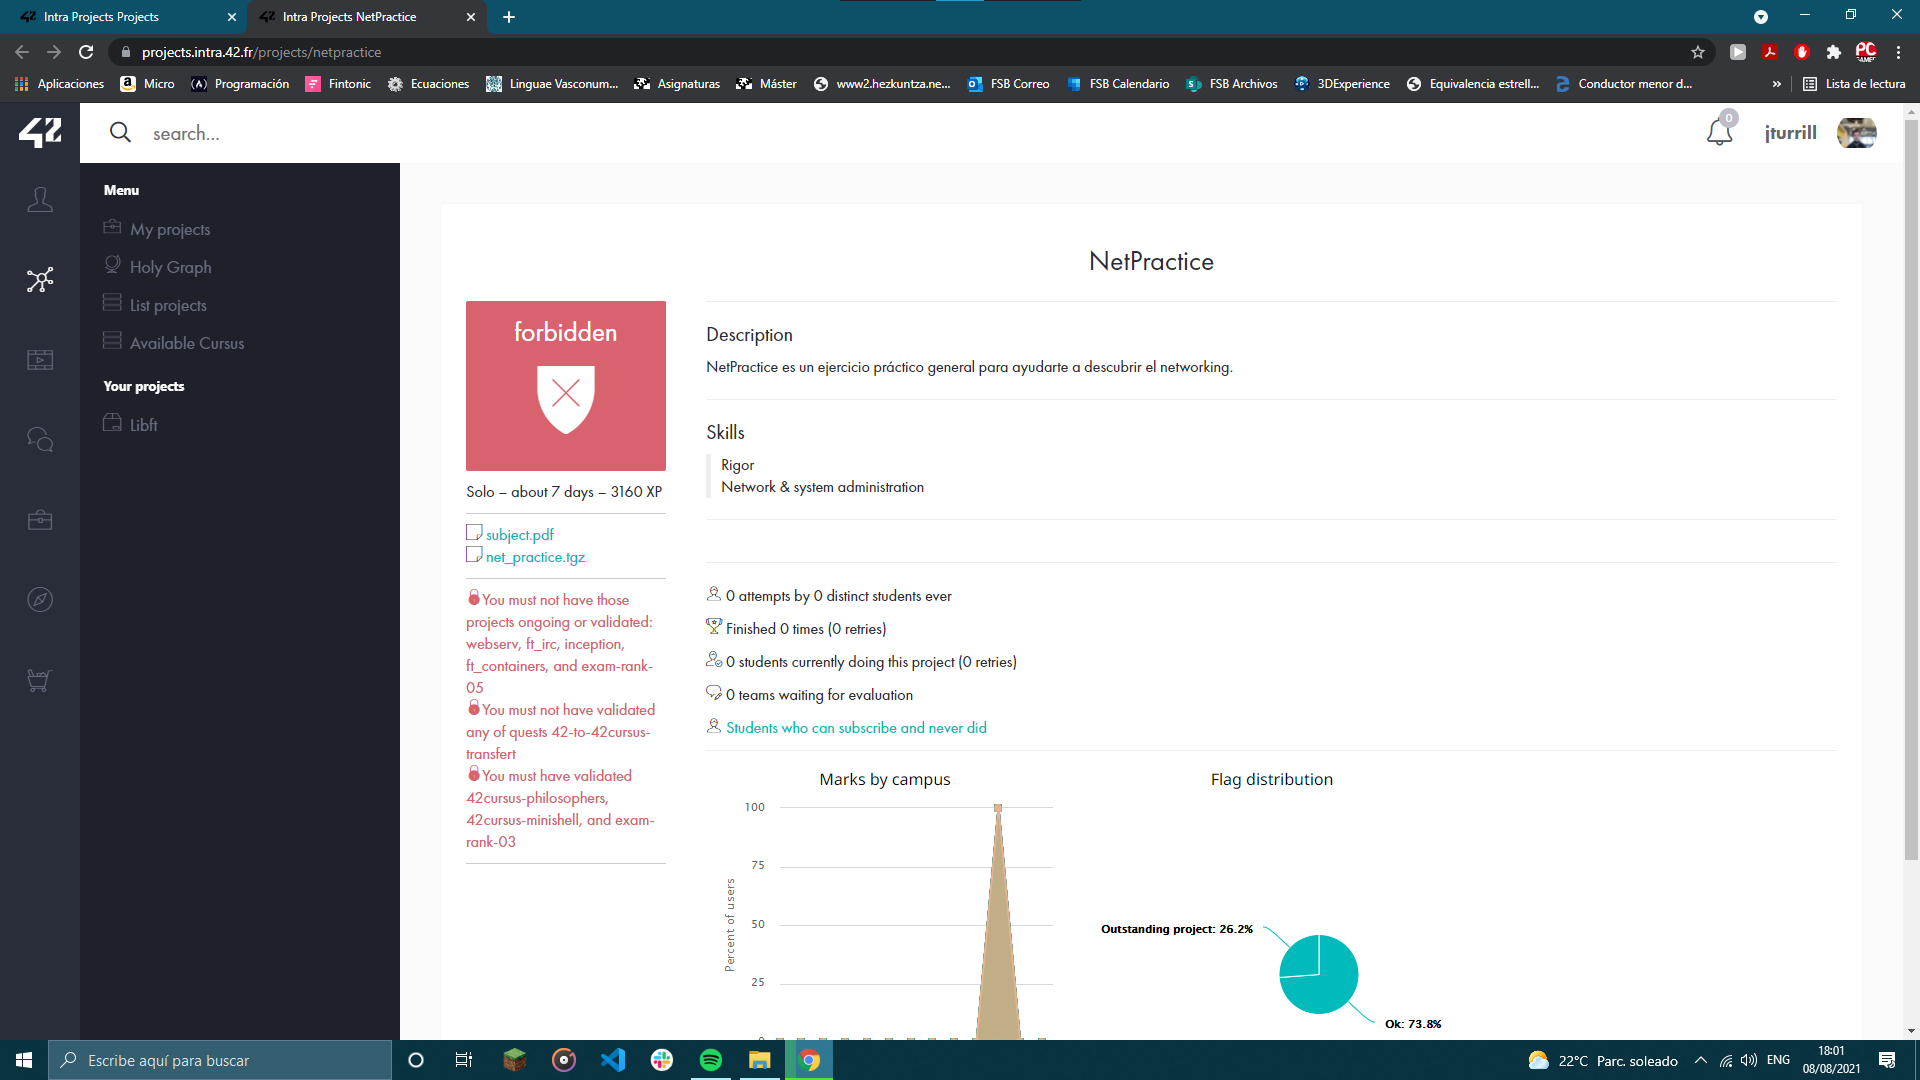 Intra Projects Projects
Intra Projects NetPractice
projects.intra.42.fr/projects/netpractice
Aplicaciones
Micro
Programación
Fintonic
Ecuaciones
Linguae Vasconum...
Asignaturas
Máster
www2.hezkuntza.ne...
FSB Correo
FSB Calendario
FSB Archivos
3DExperience
Equivalencia estrell...
Conductor menor d...
»
Lista de lectura
42
search...
0
jturrill
Menu
My projects
Holy Graph
List projects
Available Cursus
Your projects
Libft
NetPractice
forbidden
Solo – about 7 days – 3160 XP
subject.pdf
net_practice.tgz
You must not have those
projects ongoing or validated:
webserv, ft_irc, inception,
ft_containers, and exam-rank-
05
You must not have validated
any of quests 42-to-42cursus-
transfert
You must have validated
42cursus-philosophers,
42cursus-minishell, and exam-
rank-03
Description
NetPractice es un ejercicio práctico general para ayudarte a descubrir el networking.
Skills
Rigor
Network & system administration
0 attempts by 0 distinct students ever
Finished 0 times (0 retries)
0 students currently doing this project (0 retries)
0 teams waiting for evaluation
Students who can subscribe and never did
Marks by campus
100
75
50
25
Percent of users
Flag distribution
Outstanding project: 26.2%
Ok: 73.8%
Escribe aquí para buscar
22°C Parc. soleado
ENG
18:01
08/08/2021